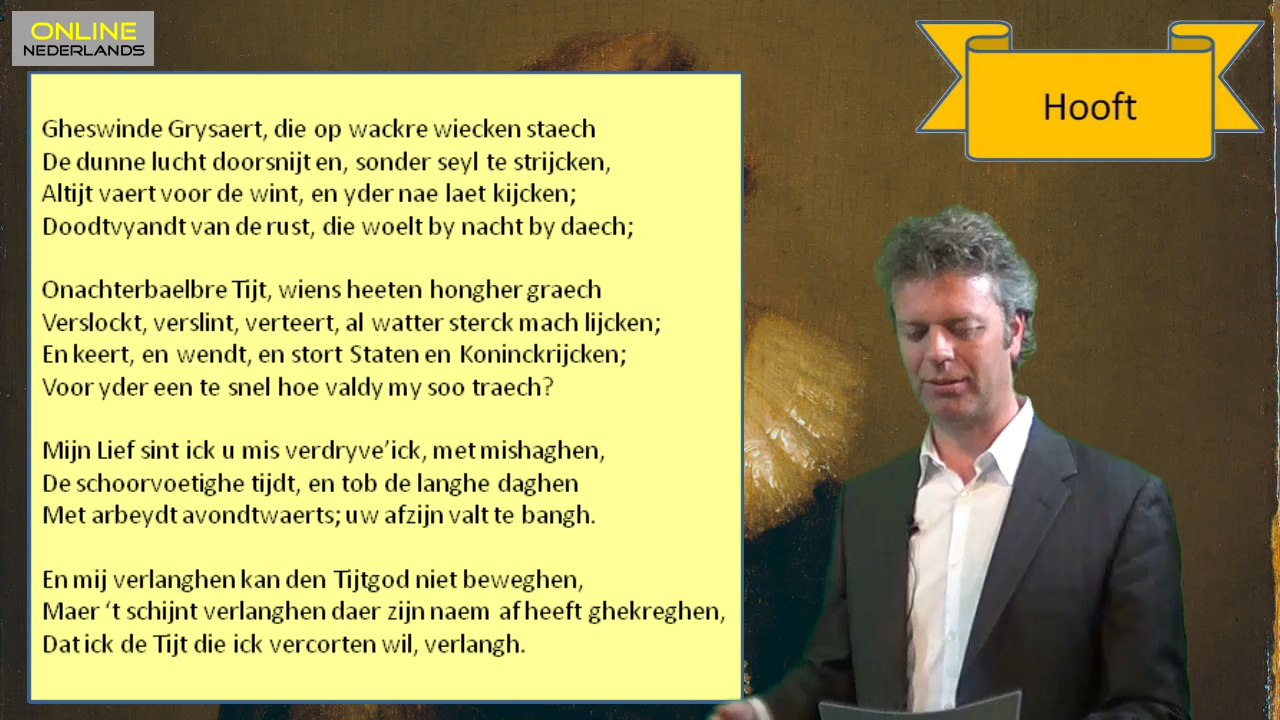 ONLINE
NEDERLANDS
Hooft
Gheswinde Grysaert, die op wackre wiecken staech
De dunne lucht doorsnijt en, sonder seyl te strijcken,
Altijt vaert voor de wint, en yder nae laet kijcken;
Doodtvyandt van de rust, die woelt by nacht by daech;
Onachterbaelbre Tijt, wiens heeten hongher graech
Verslockt, verslint, verteert, al watter sterck mach lijcken;
En keert, en wendt, en stort Staten en Koninckrijcken;
Voor yder een te snel hoe valdy my soo traech?
Mijn Lief sint ick u mis verdryve’ick, met mishaghen,
De schoorvoetighe tijdt, en tob de langhe daghen
Met arbeydt avondtwaerts; uw afzijn valt te bangh.
En mij verlanghen kan den Tijtgod niet beweghen,
Maer ‘t schijnt verlanghen daer zijn naem af heeft ghekreghen,
Dat ick de Tijt die ick vercorten wil, verlangh.